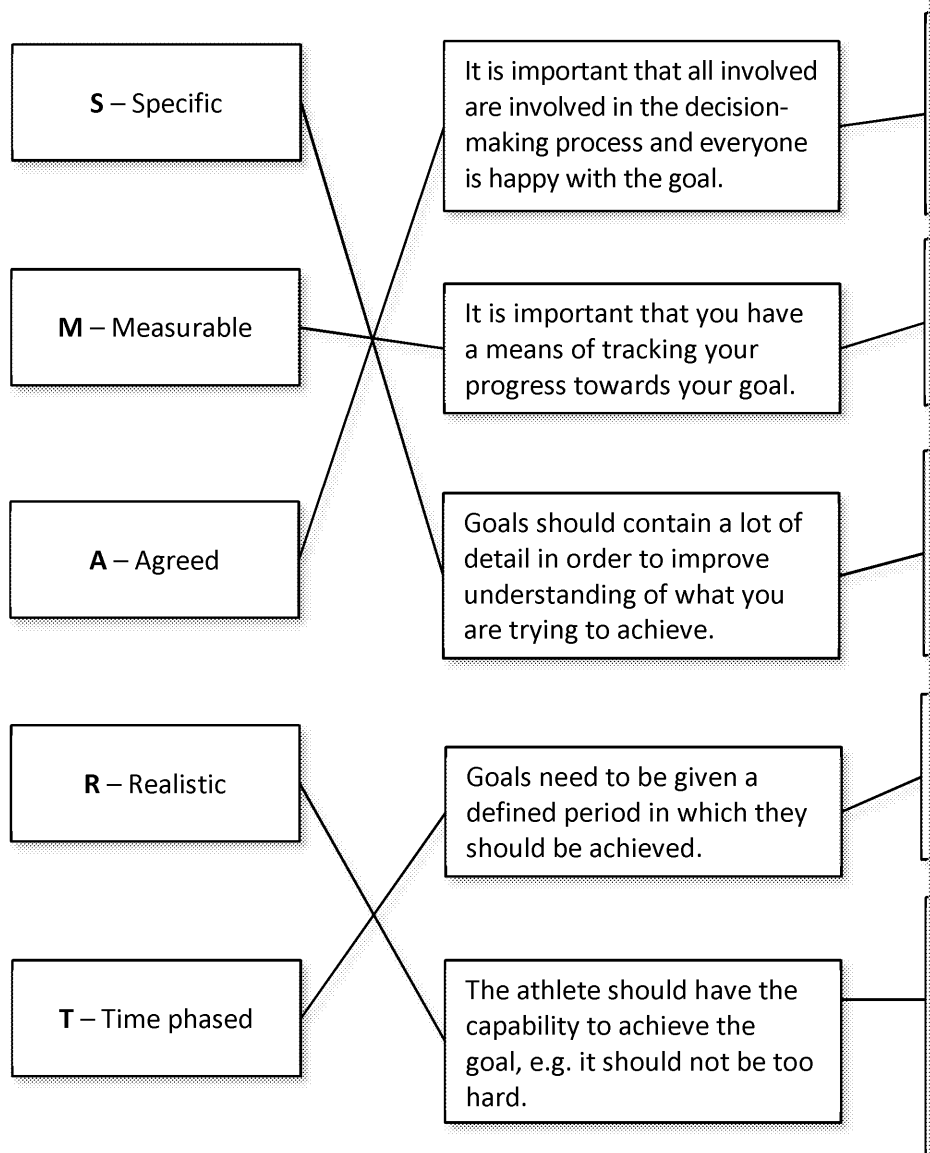 S – Specific
It is important that all involved
are involved in the decision-
making process and everyone
is happy with the goal.
M – Measurable
It is important that you have
a means of tracking your
progress towards your goal.
A – Agreed
Goals should contain a lot of
detail in order to improve
understanding of what you
are trying to achieve.
R – Realistic
Goals need to be given a
defined period in which they
should be achieved.
T – Time phased
The athlete should have the
capability to achieve the
goal, e.g. it should not be too
hard.